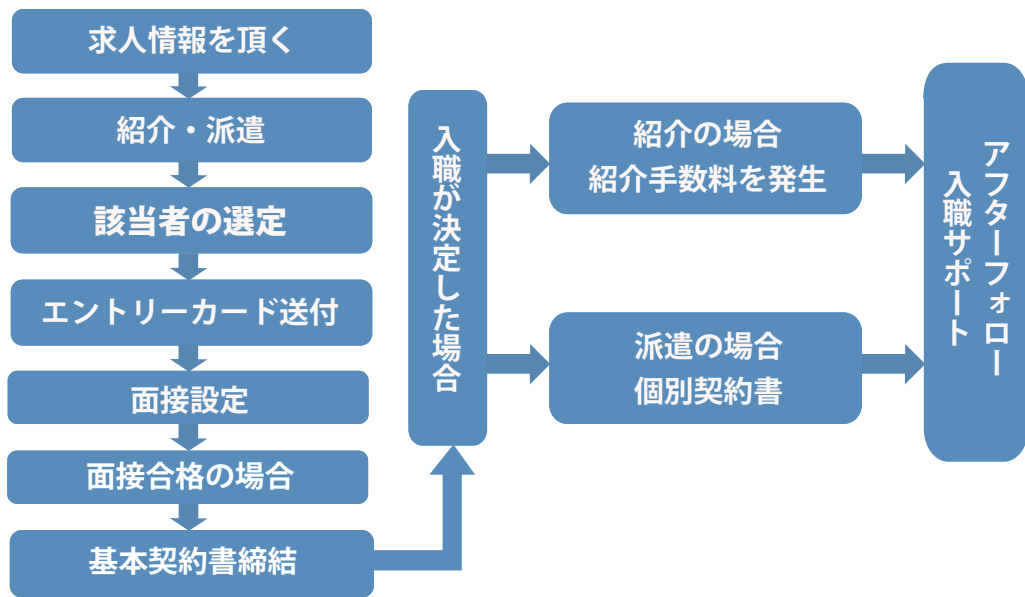 求人情報を頂く
紹介・派遣
該当者の選定
エントリーカード送付
面接設定
面接合格の場合
基本契約書締結
入職が決定した場合
紹介の場合
紹介手数料を発生
派遣の場合
個別契約書
アフターフォロー
入職サポート